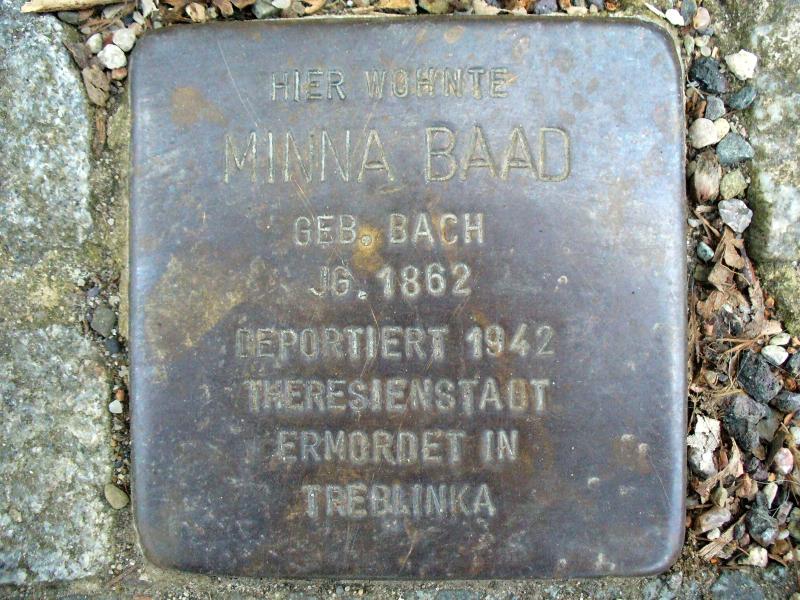 HIER WOHNTE
MINNA BAAD
GEB. BACH
JG. 1862
DEPORTIERT 1942
THERESIENSTADT
ERMORDET IN
TREBLINKA